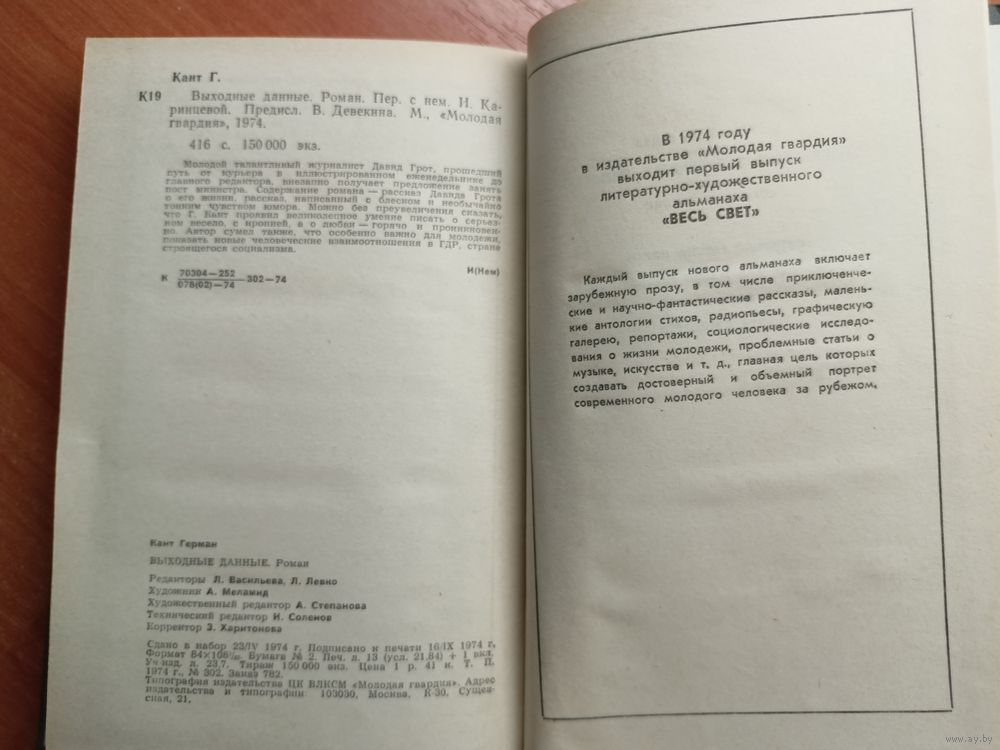 Кант Г.
К19 Выходные данные. Роман. Пер. с нем. И. Ка-
ринцевой. Предисл. В. Девекина. М., «Молодая
гвардия», 1974.
416 с. 150 000 экз.
Молодой талантливый журналист Давид Грот, прошедший
путь от курьера в иллюстрированном еженедельнике до
главного редактора, внезапно получает предложение занять
пост министра. Содержание романа — рассказ Давида Грота
о его жизни, рассказ, написанный с блеском и необычайно
тонким чувством юмора. Можно без преувеличения сказать,
что Г. Кант проявил великолепное умение писать о серьез-
ном весело, с иронией, а о любви — горячо и проникновен-
но. Автор сумел также, что особенно важно для молодежи,
показать новые человеческие взаимоотношения в ГДР, стране
строящегося социализма.
К 70304—252
078(02)—74 302—74
И(Нем)
Кант Герман
ВЫХОДНЫЕ ДАННЫЕ. Роман
Редакторы Л. Васильева, Л. Левко
Художник А. Меламид
Художественный редактор А. Степанова
Технический редактор И. Соленов
Корректор З. Харитонова
Сдано в набор 23/IV 1974 г. Подписано к печати 16/IX 1974 г.
Формат 84×108¹/₃₂. Бумага № 2. Печ. л. 13 (усл. 21,84) + 1 вкл.
Уч.-изд. л. 23,7. Тираж 150 000 экз. Цена 1 р. 41 к. Т. П.
1974 г., № 302. Заказ 782.
Типография издательства ЦК ВЛКСМ «Молодая гвардия». Адрес
издательства и типографии: 103030, Москва, К-30, Сущев-
ская, 21.
В 1974 году
в издательстве «Молодая гвардия»
выходит первый выпуск
литературно-художественного
альманаха
«ВЕСЬ СВЕТ»
Каждый выпуск нового альманаха включает
зарубежную прозу, в том числе приключенче-
ские и научно-фантастические рассказы, малень-
кие антологии стихов, радиопьесы, графическую
галерею, репортажи, социологические исследо-
вания о жизни молодежи, проблемные статьи о
музыке, искусстве и т. д., главная цель которых
создавать достоверный и объемный портрет
современного молодого человека за рубежом.
www.ay.by